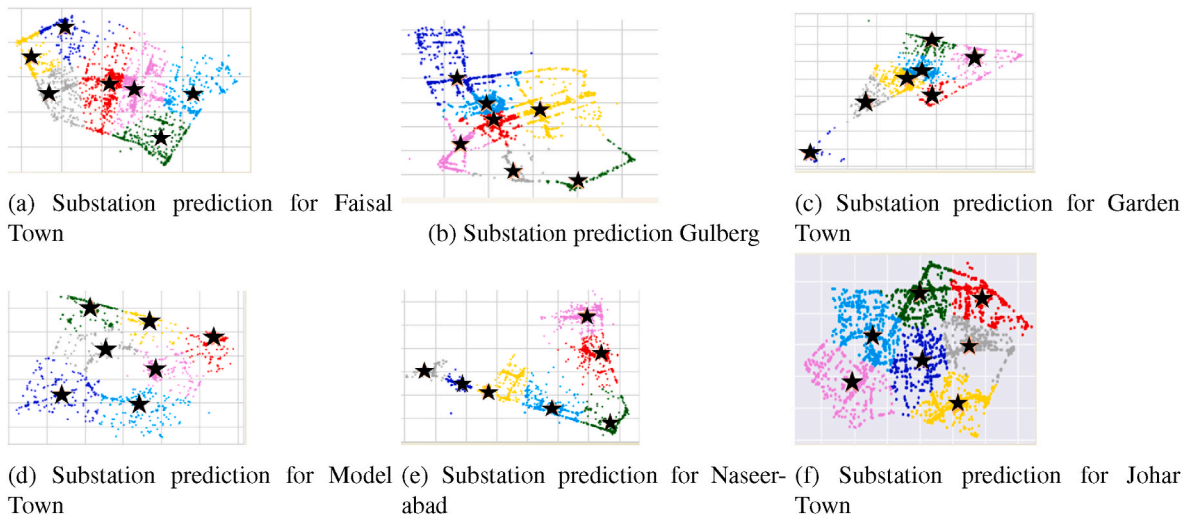 (a) Substation prediction for Faisal
Town
(b) Substation prediction Gulberg
(c) Substation prediction for Garden
Town
(d) Substation prediction for Model
Town
(e) Substation prediction for Naseer-
abad
(f) Substation prediction for Johar
Town